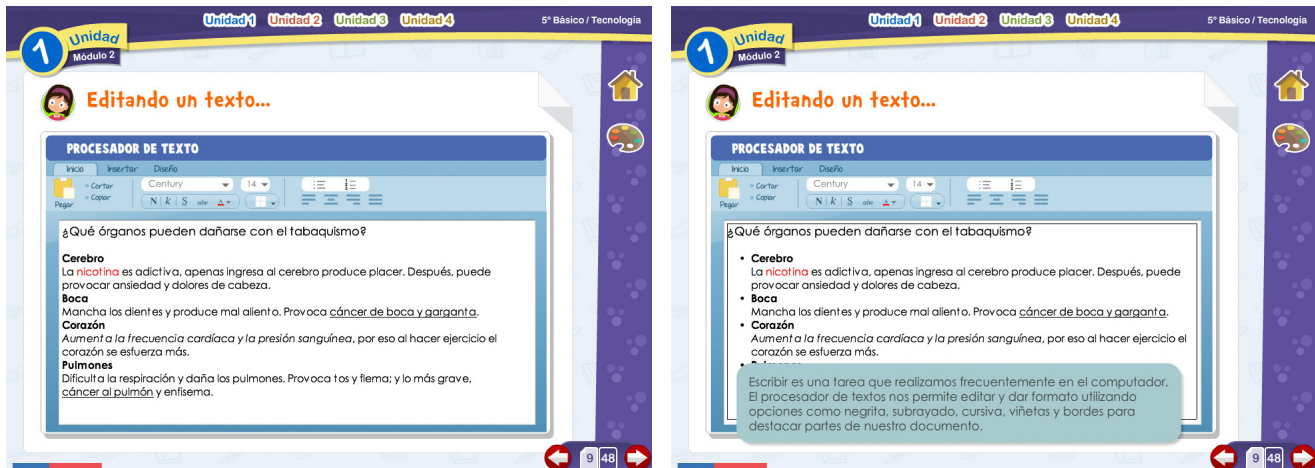 Unidad 1 Unidad 2 Unidad 3 Unidad 4
5º Básico / Tecnología
1
Unidad
Módulo 2
Editando un texto...
PROCESADOR DE TEXTO
Inicio Insertar Diseño
Cortar
Copiar
Pegar
Century 14
N k S abc A
¿Qué órganos pueden dañarse con el tabaquismo?
Cerebro
La nicotina es adictiva, apenas ingresa al cerebro produce placer. Después, puede
provocar ansiedad y dolores de cabeza.
Boca
Mancha los dientes y produce mal aliento. Provoca cáncer de boca y garganta.
Corazón
Aumenta la frecuencia cardíaca y la presión sanguínea, por eso al hacer ejercicio el
corazón se esfuerza más.
Pulmones
Dificulta la respiración y daña los pulmones. Provoca tos y flema; y lo más grave,
cáncer al pulmón y enfisema.
9 48
Unidad 1 Unidad 2 Unidad 3 Unidad 4
5º Básico / Tecnología
1
Unidad
Módulo 2
Editando un texto...
PROCESADOR DE TEXTO
Inicio Insertar Diseño
Cortar
Copiar
Pegar
Century 14
N k S abc A
¿Qué órganos pueden dañarse con el tabaquismo?
• Cerebro
La nicotina es adictiva, apenas ingresa al cerebro produce placer. Después, puede
provocar ansiedad y dolores de cabeza.
• Boca
Mancha los dientes y produce mal aliento. Provoca cáncer de boca y garganta.
• Corazón
Aumenta la frecuencia cardíaca y la presión sanguínea, por eso al hacer ejercicio el
corazón se esfuerza más.
• Pulmones
Escribir es una tarea que realizamos frecuentemente en el computador.
El procesador de textos nos permite editar y dar formato utilizando
opciones como negrita, subrayado, cursiva, viñetas y bordes para
destacar partes de nuestro documento.
9 48